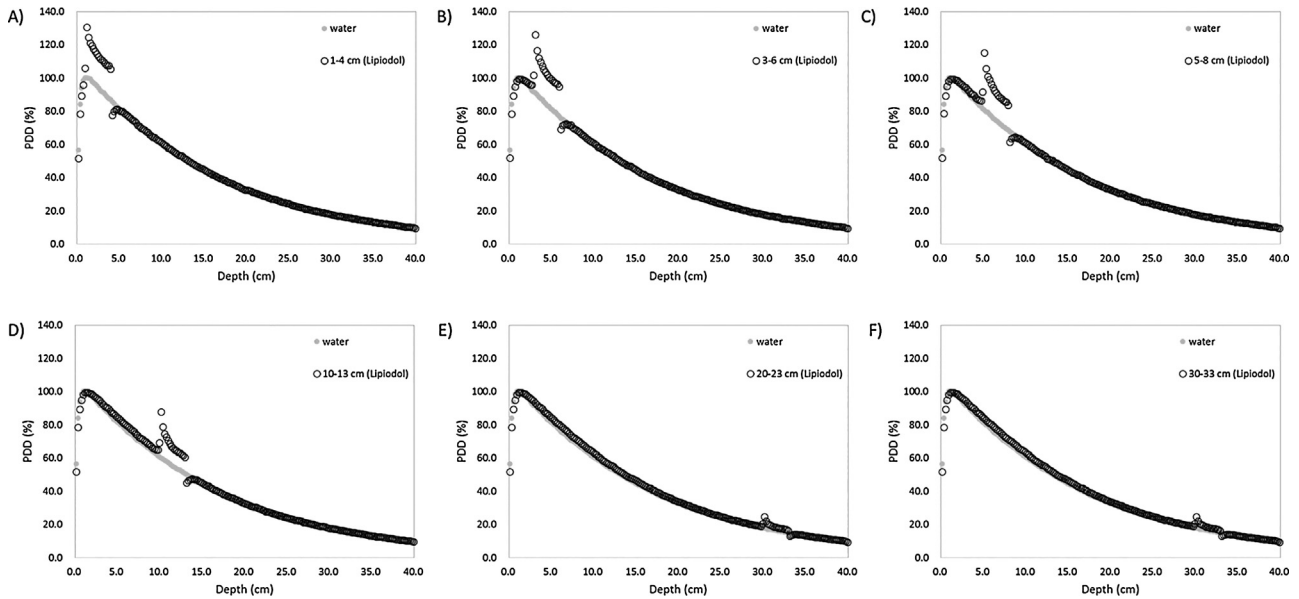 A)
140.0
120.0
100.0
80.0
60.0
40.0
20.0
0.0
PDD (%)
water
1-4 cm (Lipiodol)
0.0 5.0 10.0 15.0 20.0 25.0 30.0 35.0 40.0
Depth (cm)
B)
140.0
120.0
100.0
80.0
60.0
40.0
20.0
0.0
PDD (%)
water
3-6 cm (Lipiodol)
0.0 5.0 10.0 15.0 20.0 25.0 30.0 35.0 40.0
Depth (cm)
C)
140.0
120.0
100.0
80.0
60.0
40.0
20.0
0.0
PDD (%)
water
5-8 cm (Lipiodol)
0.0 5.0 10.0 15.0 20.0 25.0 30.0 35.0 40.0
Depth (cm)
D)
140.0
120.0
100.0
80.0
60.0
40.0
20.0
0.0
PDD (%)
water
10-13 cm (Lipiodol)
0.0 5.0 10.0 15.0 20.0 25.0 30.0 35.0 40.0
Depth (cm)
E)
140.0
120.0
100.0
80.0
60.0
40.0
20.0
0.0
PDD (%)
water
20-23 cm (Lipiodol)
0.0 5.0 10.0 15.0 20.0 25.0 30.0 35.0 40.0
Depth (cm)
F)
140.0
120.0
100.0
80.0
60.0
40.0
20.0
0.0
PDD (%)
water
30-33 cm (Lipiodol)
0.0 5.0 10.0 15.0 20.0 25.0 30.0 35.0 40.0
Depth (cm)